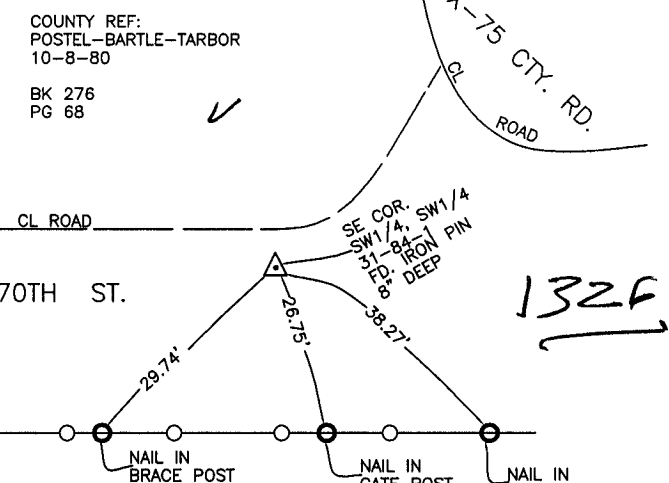 COUNTY REF:
POSTEL-BARTLE-TARBOR
10-8-80
BK 276
PG 68
X-75 CTY. RD.
CL
ROAD
CL ROAD
SE COR.
SW1/4, SW1/4
31-84-1
FD. IRON PIN
8" DEEP
70TH ST.
29.74'
26.75'
38.27'
NAIL IN
BRACE POST
NAIL IN
GATE POST
NAIL IN